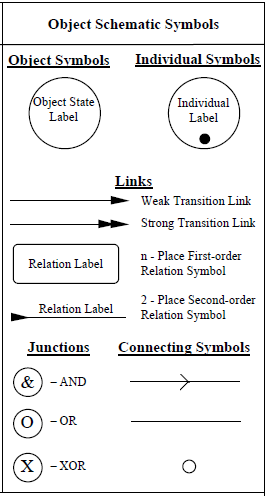 Object Schematic Symbols
Object Symbols
Individual Symbols
Object State
Label
Individual
Label
Links
Weak Transition Link
Strong Transition Link
Relation Label
n - Place First-order
Relation Symbol
Relation Label
2 - Place Second-order
Relation Symbol
Junctions
Connecting Symbols
& – AND
O – OR
X – XOR